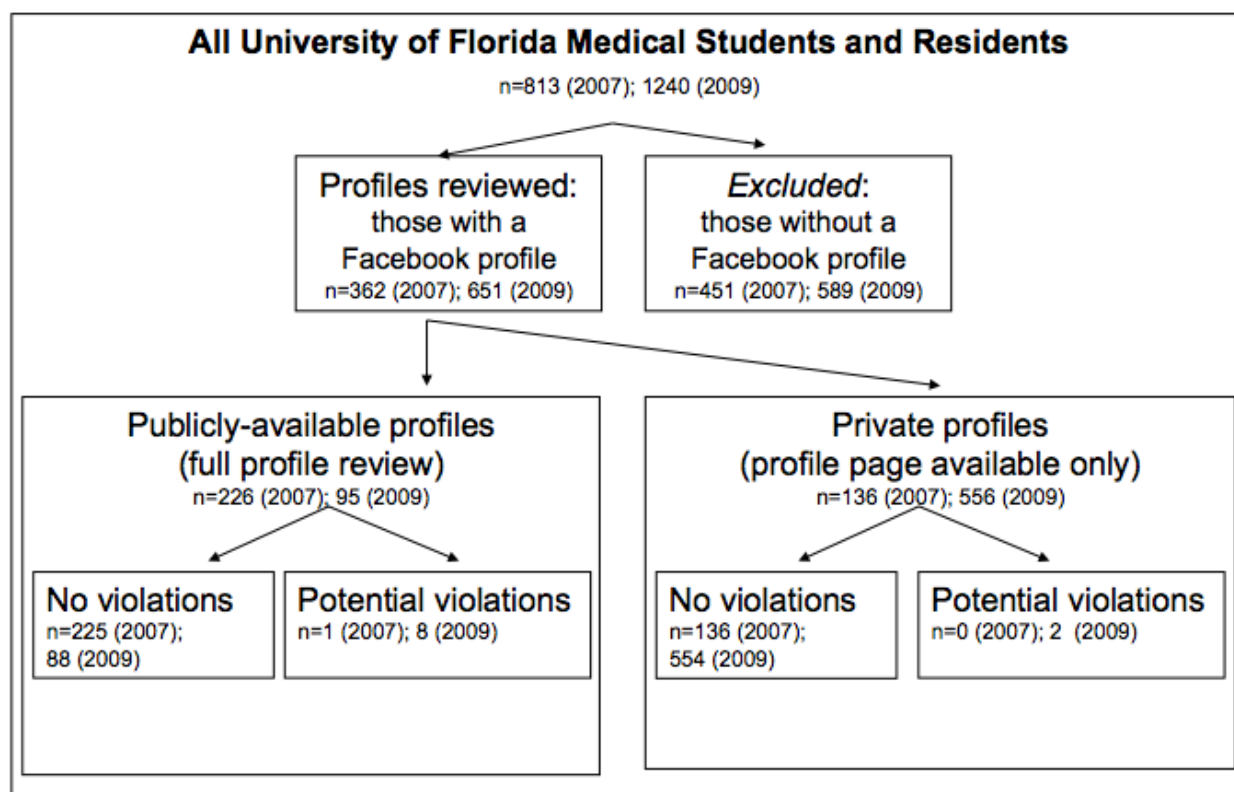 All University of Florida Medical Students and Residents
n=813 (2007); 1240 (2009)
Profiles reviewed:
those with a
Facebook profile
n=362 (2007); 651 (2009)
Excluded:
those without a
Facebook profile
n=451 (2007); 589 (2009)
Publicly-available profiles
(full profile review)
n=226 (2007); 95 (2009)
No violations
n=225 (2007);
88 (2009)
Potential violations
n=1 (2007); 8 (2009)
Private profiles
(profile page available only)
n=136 (2007); 556 (2009)
No violations
n=136 (2007);
554 (2009)
Potential violations
n=0 (2007); 2 (2009)